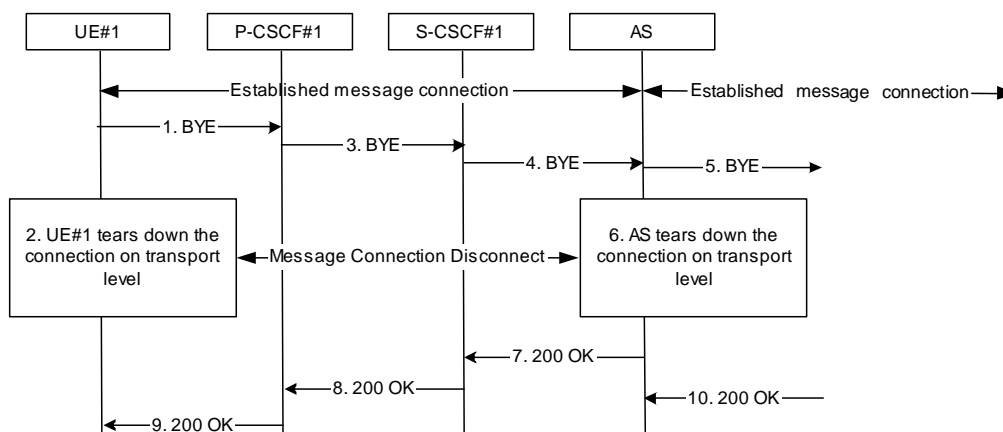 UE#1
P-CSCF#1
S-CSCF#1
AS
Established message connection
Established message connection
1. BYE
3. BYE
4. BYE
5. BYE
2. UE#1 tears down the
connection on transport
level
Message Connection Disconnect
6. AS tears down the
connection on transport
level
7. 200 OK
8. 200 OK
10. 200 OK
9. 200 OK